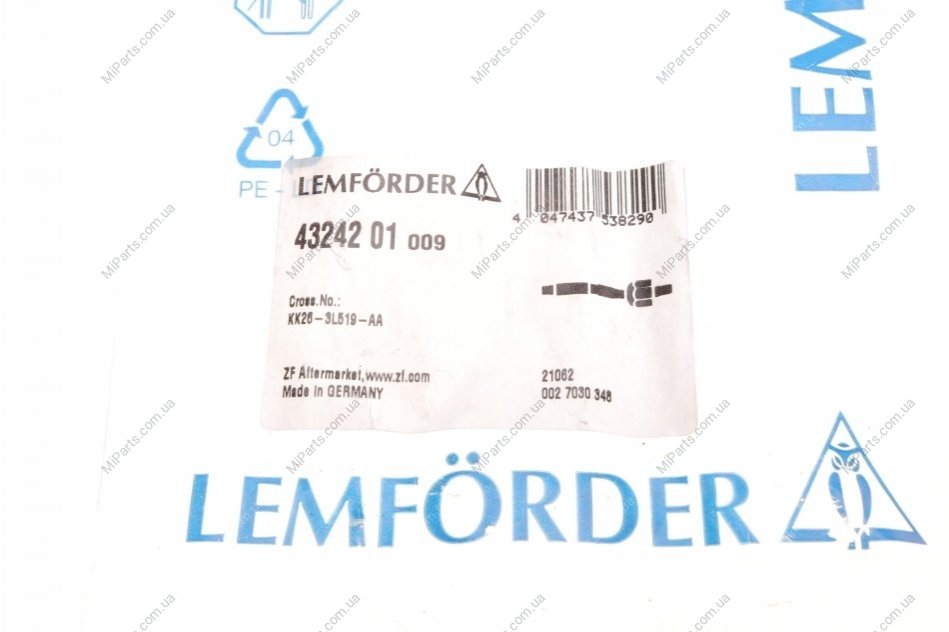 04
PE -
LEMFÖRDER
4 047437 338290
43242 01 009
Cross.No.:
KK26-3L519-AA
ZF Aftermarket,www.zf.com
Made in GERMANY
21062
002 7030 348
LEMFÖRDER
LEM
MiParts.com.ua